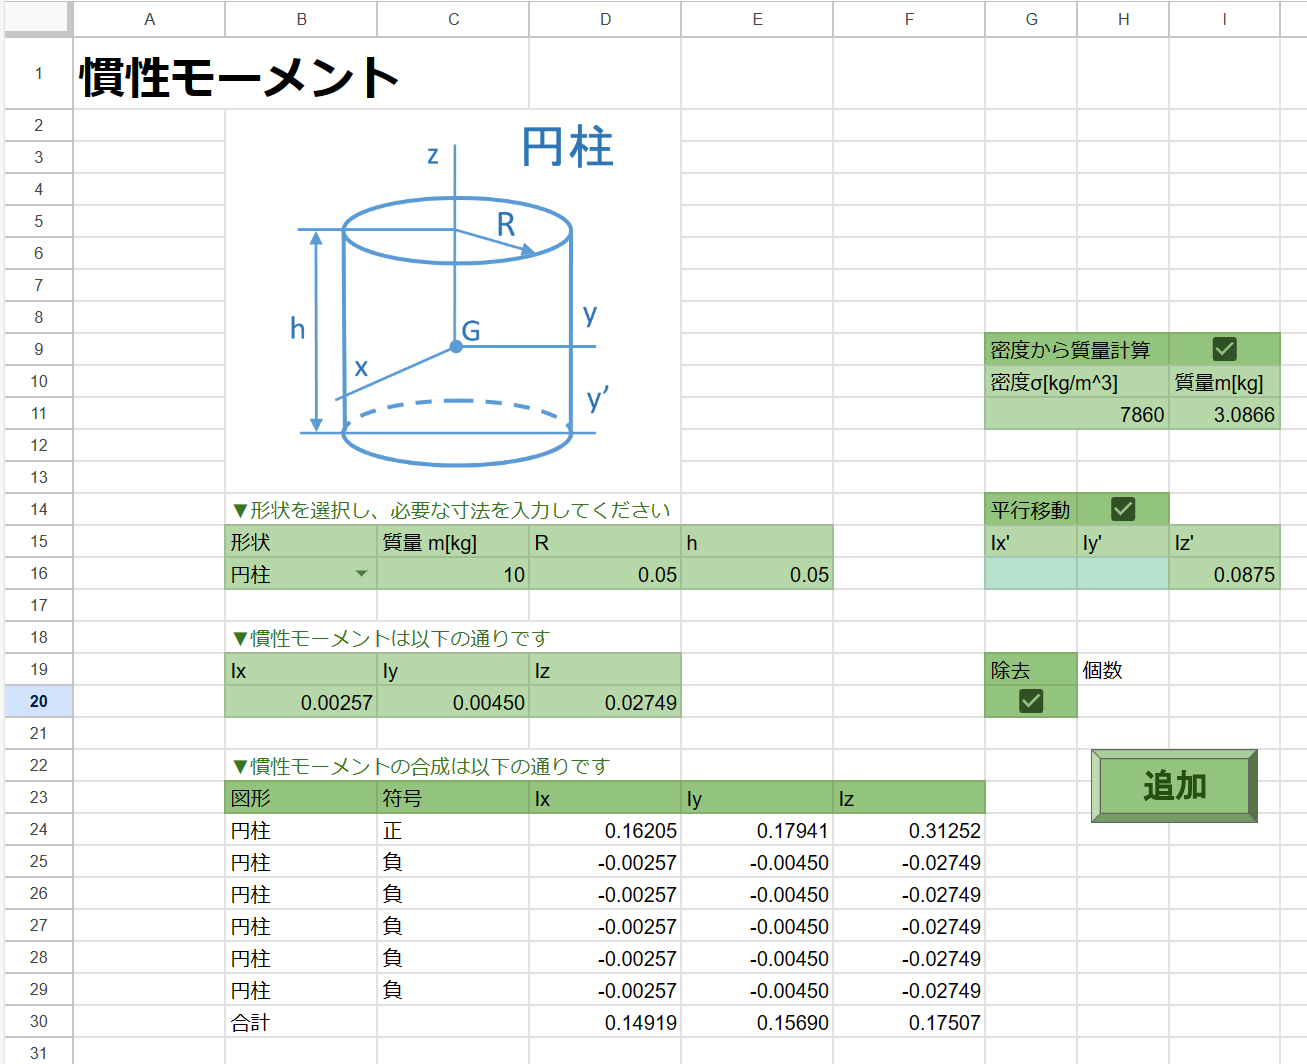 A B C D E F G H I
1 慣性モーメント
2 円柱
3 z
4
5 R
6
7
8 h G y
9 x 密度から質量計算
10 y' 密度σ[kg/m^3] 質量m[kg]
11 7860 3.0866
12
13
14 ▼形状を選択し、必要な寸法を入力してください 平行移動
15 形状 質量 m[kg] R h Ix' Iy' Iz'
16 円柱 10 0.05 0.05 0.0875
17
18 ▼慣性モーメントは以下の通りです
19 Ix Iy Iz 除去 個数
20 0.00257 0.00450 0.02749
21
22 ▼慣性モーメントの合成は以下の通りです 追加
23 図形 符号 Ix Iy Iz
24 円柱 正 0.16205 0.17941 0.31252
25 円柱 負 -0.00257 -0.00450 -0.02749
26 円柱 負 -0.00257 -0.00450 -0.02749
27 円柱 負 -0.00257 -0.00450 -0.02749
28 円柱 負 -0.00257 -0.00450 -0.02749
29 円柱 負 -0.00257 -0.00450 -0.02749
30 合計 0.14919 0.15690 0.17507
31